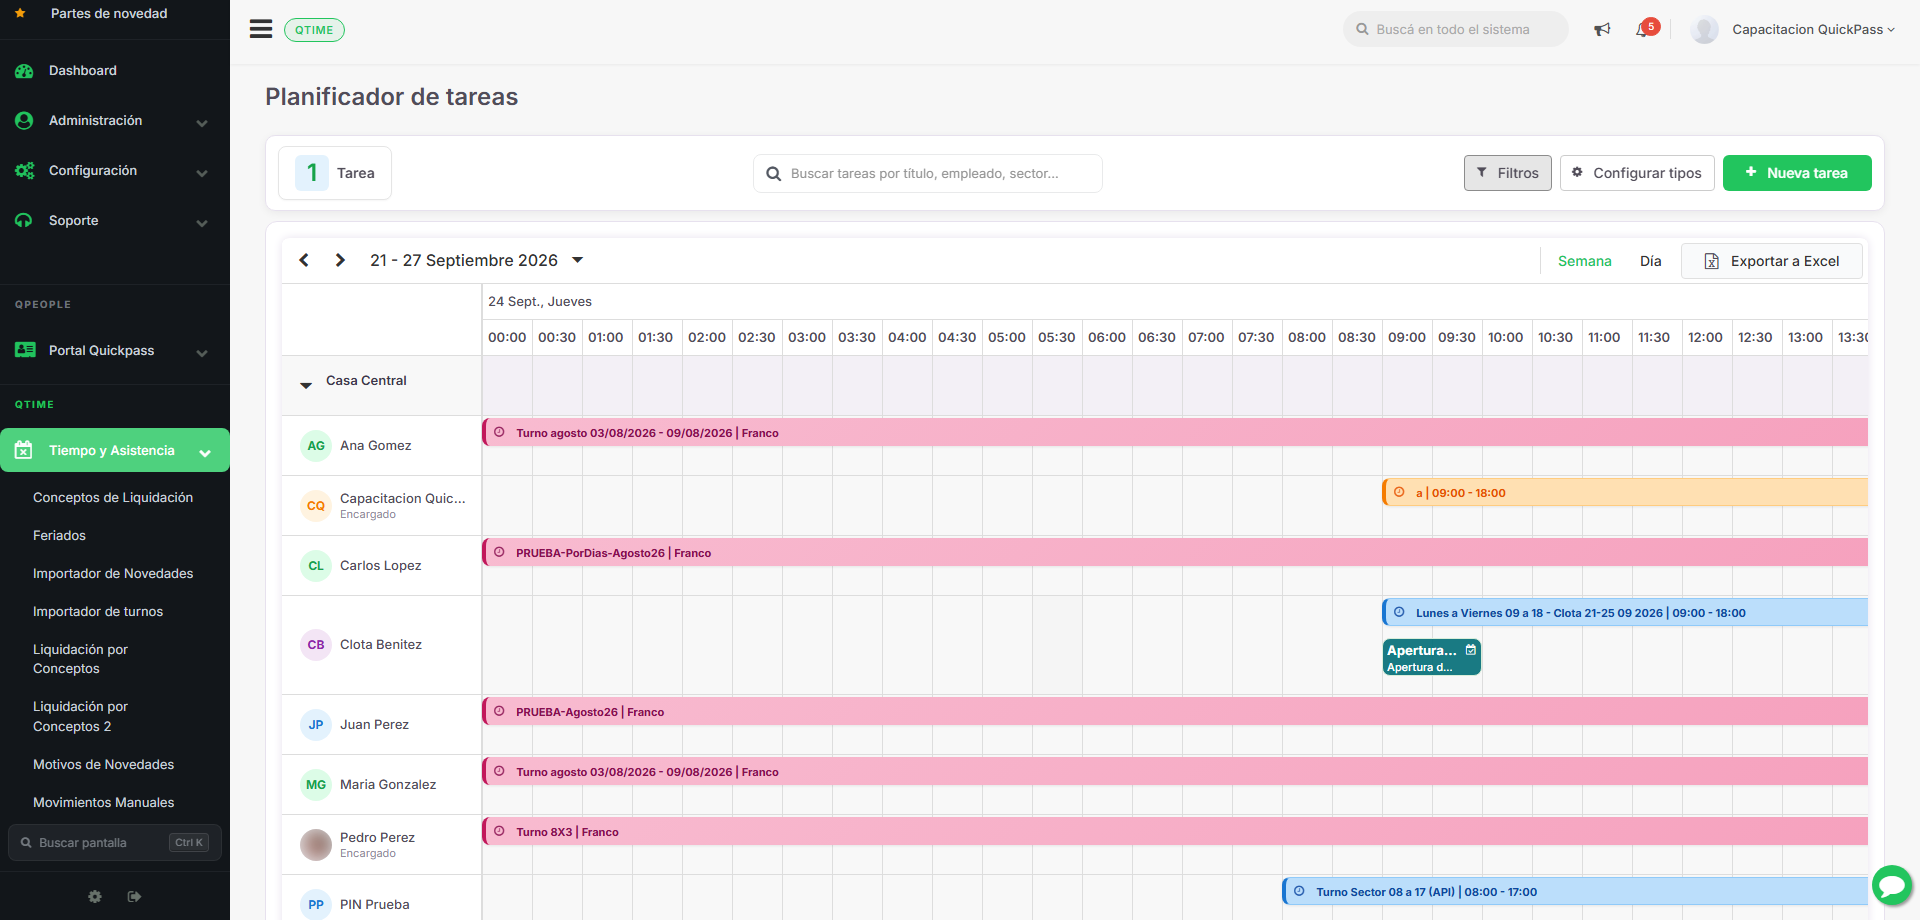 Partes de novedad
Dashboard
Administración
Configuración
Soporte
QPEOPLE
Portal Quickpass
QTIME
Tiempo y Asistencia
Conceptos de Liquidación
Feriados
Importador de Novedades
Importador de turnos
Liquidación por
Conceptos
Liquidación por
Conceptos 2
Motivos de Novedades
Movimientos Manuales
Buscar pantalla Ctrl K
QTIME
Buscá en todo el sistema
5
Capacitacion QuickPass
Planificador de tareas
1 Tarea
Buscar tareas por título, empleado, sector...
Filtros
Configurar tipos
+ Nueva tarea
21 - 27 Septiembre 2026
Semana
Día
Exportar a Excel
24 Sept., Jueves
00:00 00:30 01:00 01:30 02:00 02:30 03:00 03:30 04:00 04:30 05:00 05:30 06:00 06:30 07:00 07:30 08:00 08:30 09:00 09:30 10:00 10:30 11:00 11:30 12:00 12:30 13:00 13:30
Casa Central
AG Ana Gomez
Turno agosto 03/08/2026 - 09/08/2026 | Franco
CQ Capacitacion Quic...
Encargado
a | 09:00 - 18:00
CL Carlos Lopez
PRUEBA-PorDias-Agosto26 | Franco
CB Clota Benitez
Lunes a Viernes 09 a 18 - Clota 21-25 09 2026 | 09:00 - 18:00
Apertura...
Apertura d...
JP Juan Perez
PRUEBA-Agosto26 | Franco
MG Maria Gonzalez
Turno agosto 03/08/2026 - 09/08/2026 | Franco
Pedro Perez
Encargado
Turno 8X3 | Franco
PP PIN Prueba
Turno Sector 08 a 17 (API) | 08:00 - 17:00